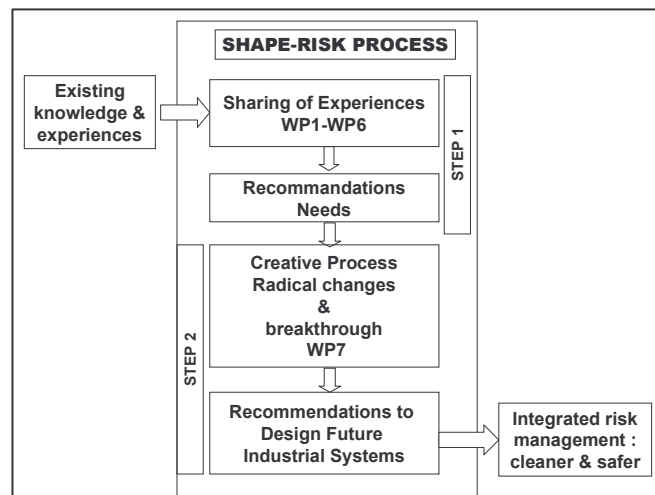 SHAPE-RISK PROCESS
Existing
knowledge &
experiences
Sharing of Experiences
WP1-WP6
STEP 1
Recommandations
Needs
Creative Process
Radical changes
&
breakthrough
WP7
STEP 2
Recommendations to
Design Future
Industrial Systems
Integrated risk
management :
cleaner & safer